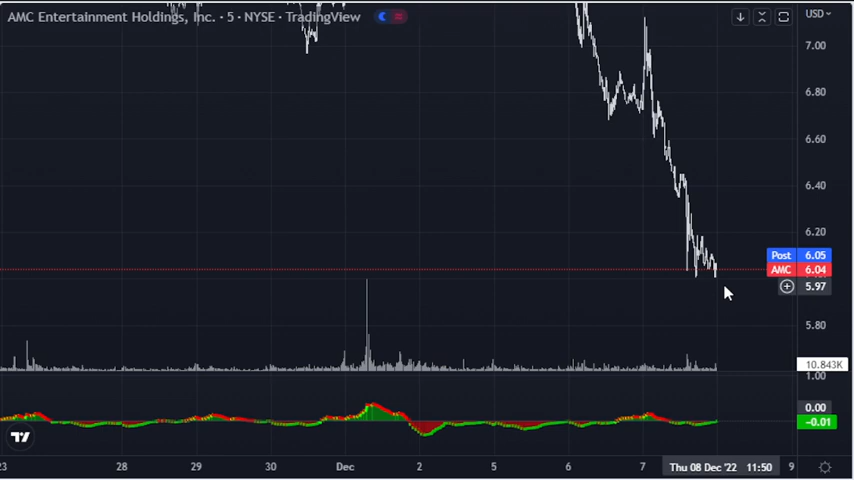 AMC Entertainment Holdings, Inc. · 5 · NYSE · TradingView
USD
7.00
6.80
6.60
6.40
6.20
Post 6.05
AMC 6.04
5.97
5.80
10.843K
1.00
0.00
−0.01
23 28 29 30 Dec 2 5 6 7 Thu 08 Dec '22 11:50 9